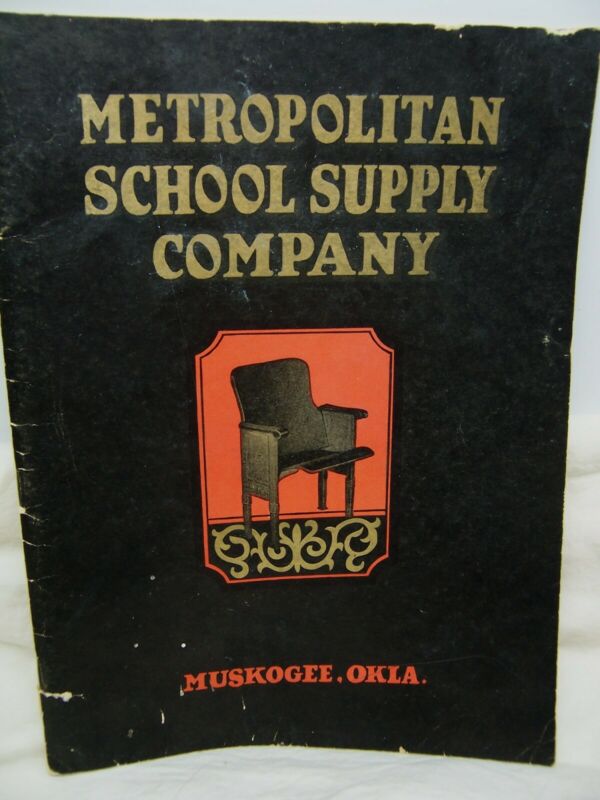 METROPOLITAN
SCHOOL SUPPLY
COMPANY
MUSKOGEE, OKLA.